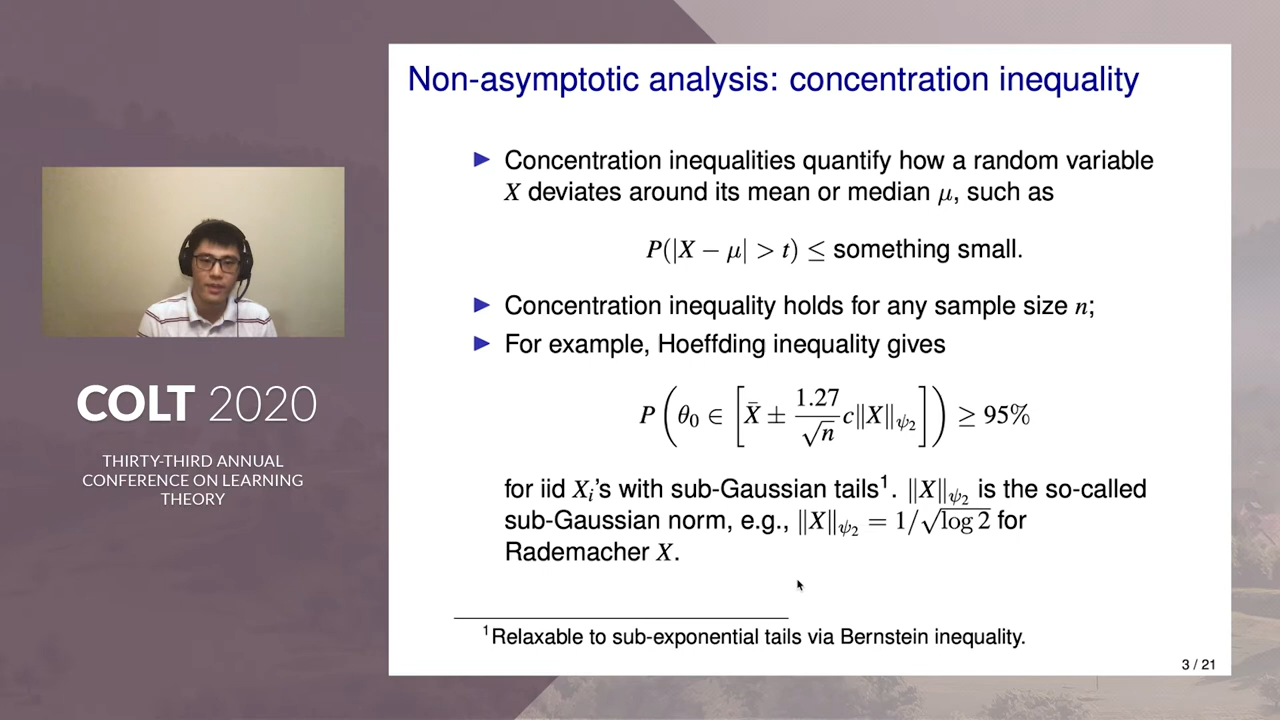 Non-asymptotic analysis: concentration inequality
▶ Concentration inequalities quantify how a random variable
X deviates around its mean or median μ, such as
P(|X − μ| > t) ≤ something small.
▶ Concentration inequality holds for any sample size n;
▶ For example, Hoeffding inequality gives
P(θ₀ ∈ [X̄ ± 1.27/√n c‖X‖ψ₂]) ≥ 95%
for iid Xᵢ's with sub-Gaussian tails¹. ‖X‖ψ₂ is the so-called
sub-Gaussian norm, e.g., ‖X‖ψ₂ = 1/√log 2 for
Rademacher X.
¹Relaxable to sub-exponential tails via Bernstein inequality.
3 / 21
COLT 2020
THIRTY-THIRD ANNUAL
CONFERENCE ON LEARNING
THEORY